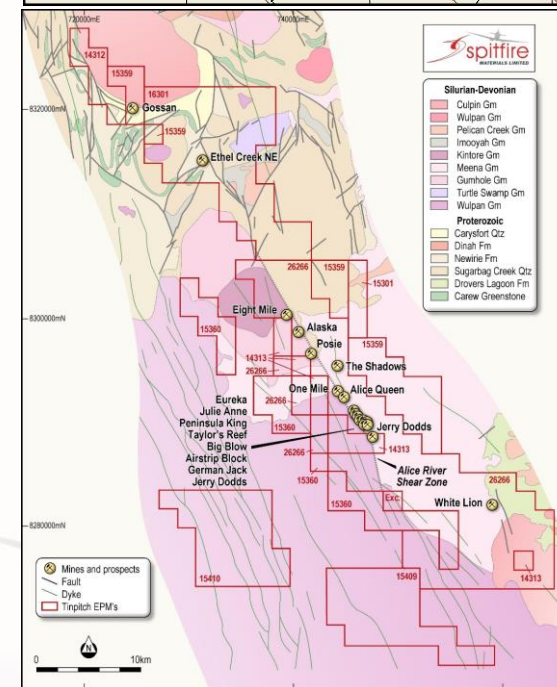 720000mE
740000mE
spitfire
MATERIALS LIMITED
14312
15359
16301
Gossan
8320000mN
15359
Ethel Creek NE
Silurian-Devonian
Culpin Gm
Wulpan Gm
Pelican Creek Gm
Imooyah Gm
Kintore Gm
Meena Gm
Gumhole Gm
Turtle Swamp Gm
Wulpan Gm
Proterozoic
Carysfort Qtz
Dinah Fm
Newirie Fm
Sugarbag Creek Qtz
Drovers Lagoon Fm
Carew Greenstone
26266
15359
15301
8300000mN
Eight Mile
Alaska
15360
Posie
15359
14313
26266
The Shadows
One Mile
Alice Queen
26266
Eureka
Julie Anne
Peninsula King
Taylor's Reef
Big Blow
Airstrip Block
German Jack
Jerry Dodds
15360
Jerry Dodds
26266
14313
15360
Alice River
Shear Zone
26266
15360
Exc.
White Lion
8280000mN
15410
15409
14313
Mines and prospects
Fault
Dyke
Tinpitch EPM's
N
0
10km